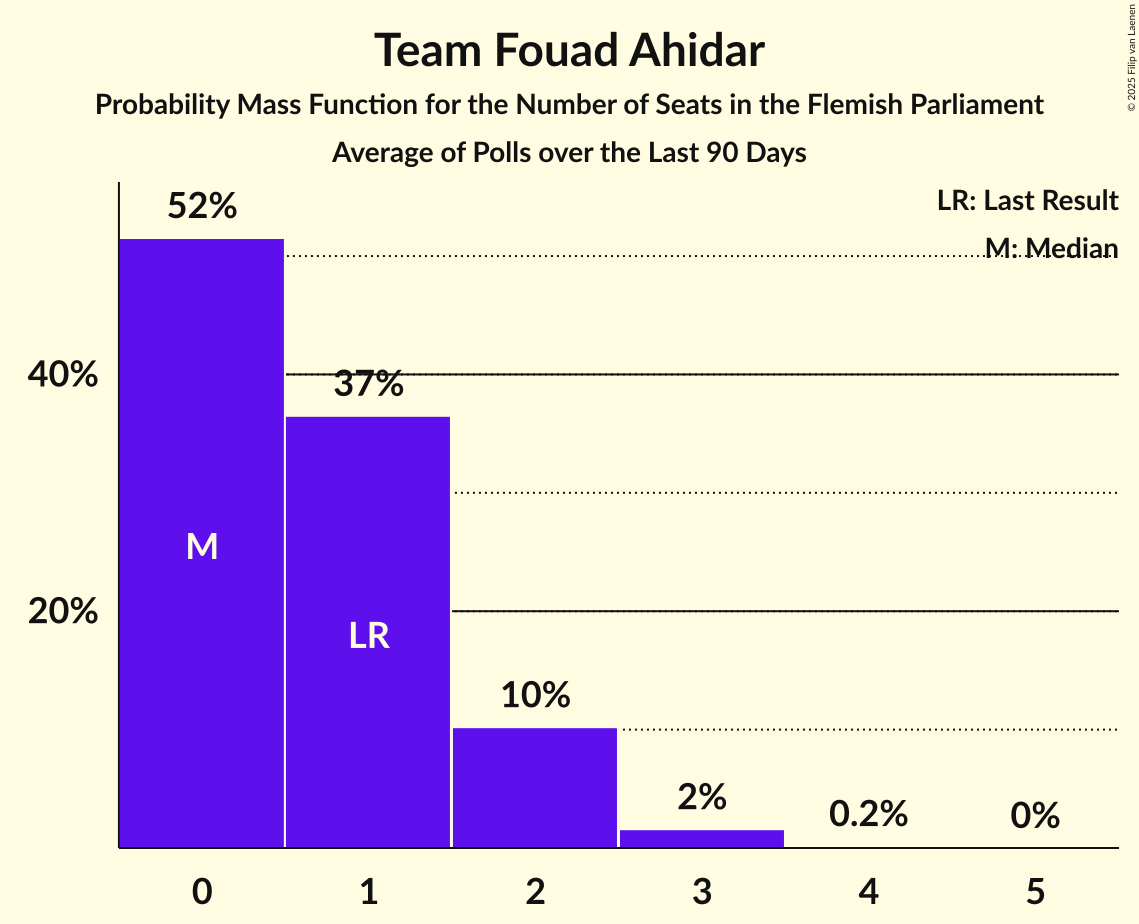 Team Fouad Ahidar
Probability Mass Function for the Number of Seats in the Flemish Parliament
Average of Polls over the Last 90 Days
© 2025 Filip van Laenen
LR: Last Result
M: Median
52%
40%
37%
M
LR
20%
10%
2%
0.2%
0%
0 1 2 3 4 5